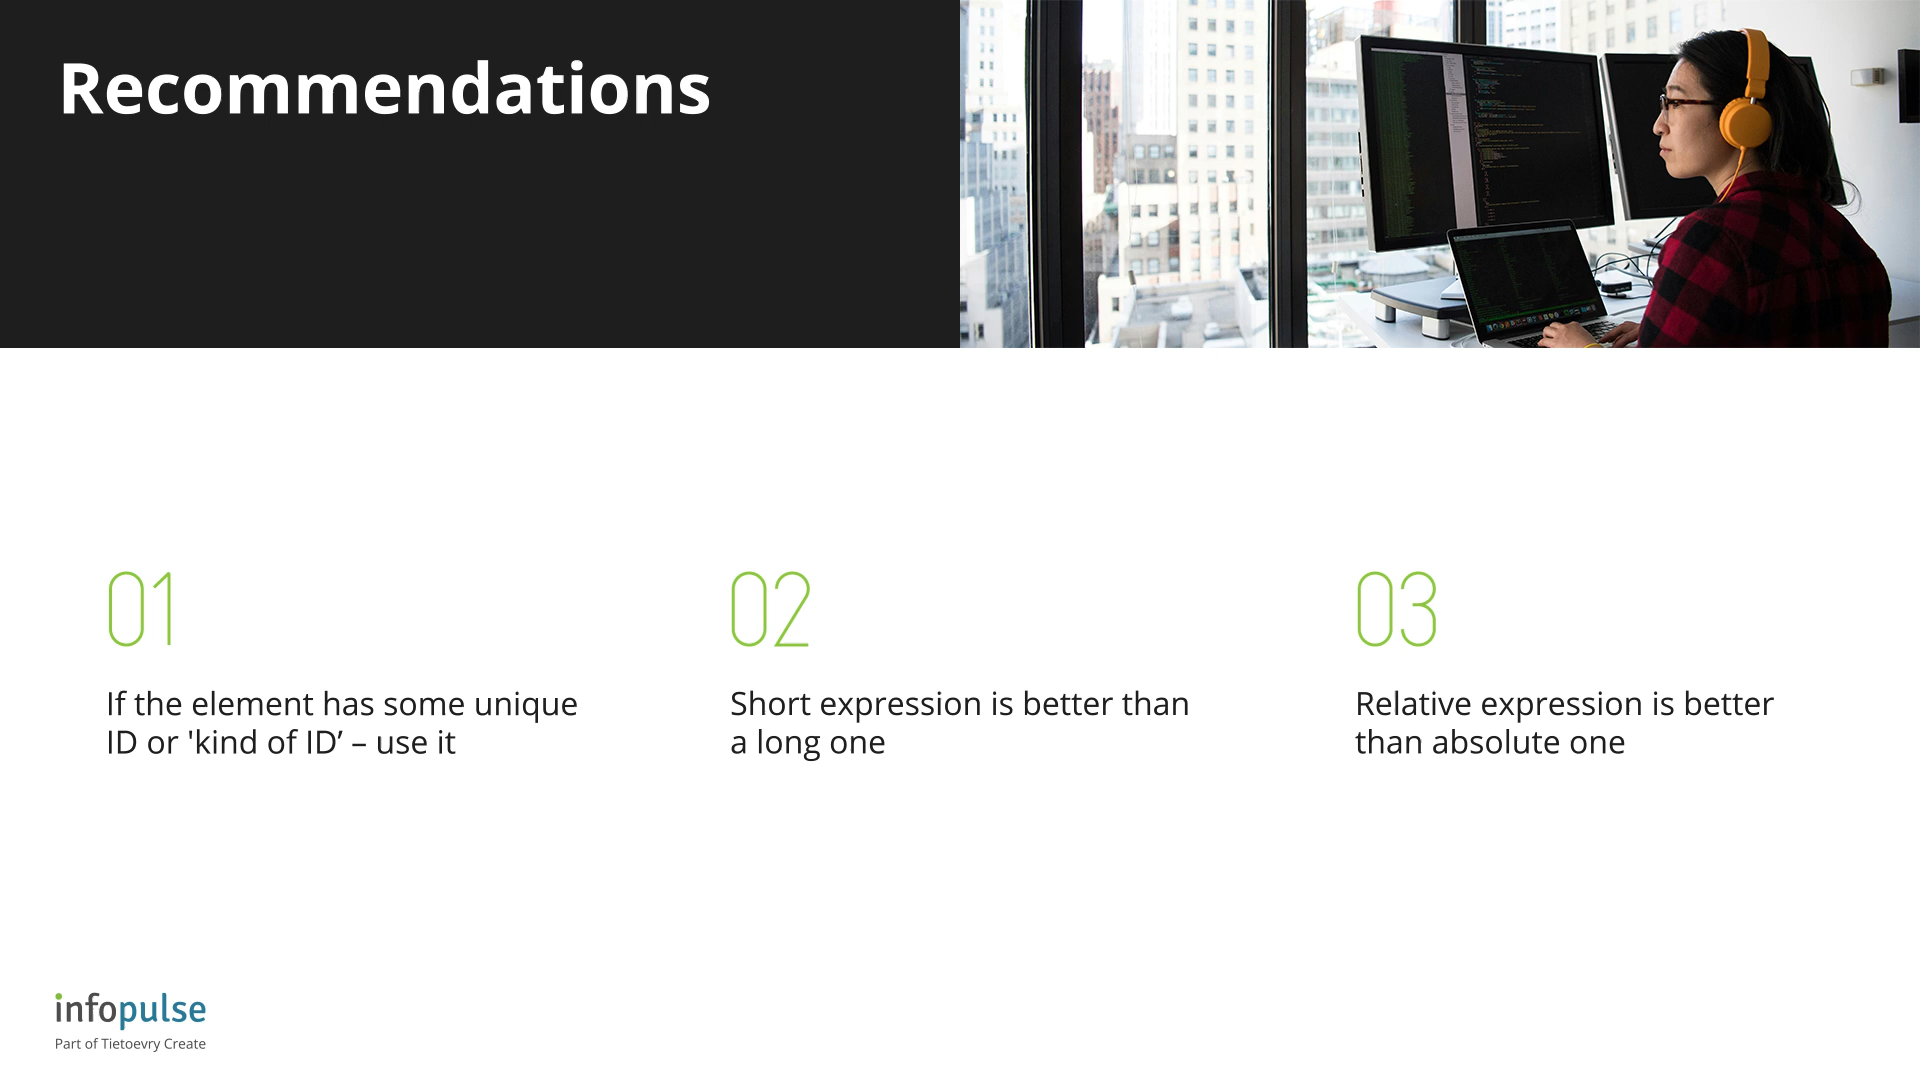 Recommendations
01
If the element has some unique
ID or 'kind of ID’ – use it
02
Short expression is better than
a long one
03
Relative expression is better
than absolute one
infopulse
Part of Tietoevry Create